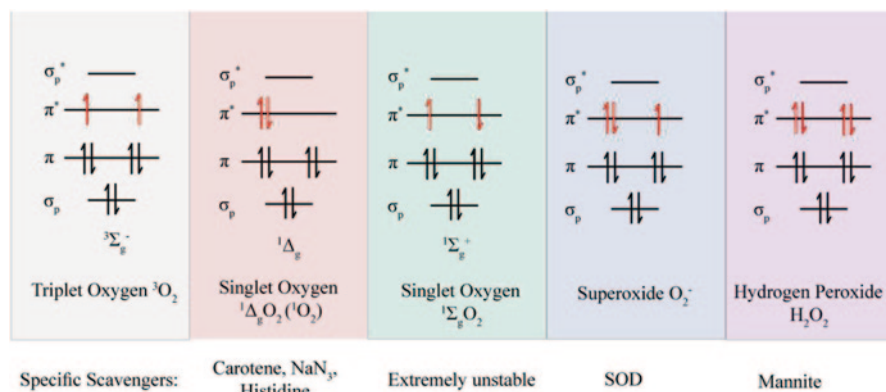 σp* σp* σp* σp* σp*
π* π* π* π* π*
π π π π π
σp σp σp σp σp
³Σg⁻ ¹Δg ¹Σg⁺
Triplet Oxygen ³O₂
Singlet Oxygen
¹ΔgO₂ (¹O₂)
Singlet Oxygen
¹ΣgO₂
Superoxide O₂⁻
Hydrogen Peroxide
H₂O₂
Specific Scavengers:
Carotene, NaN₃,
Histidine
Extremely unstable
SOD
Mannite